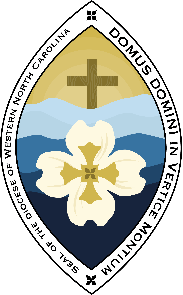 SEAL OF THE DIOCESE OF WESTERN NORTH CAROLINA
DOMUS DOMINI IN VERTICE MONTIUM